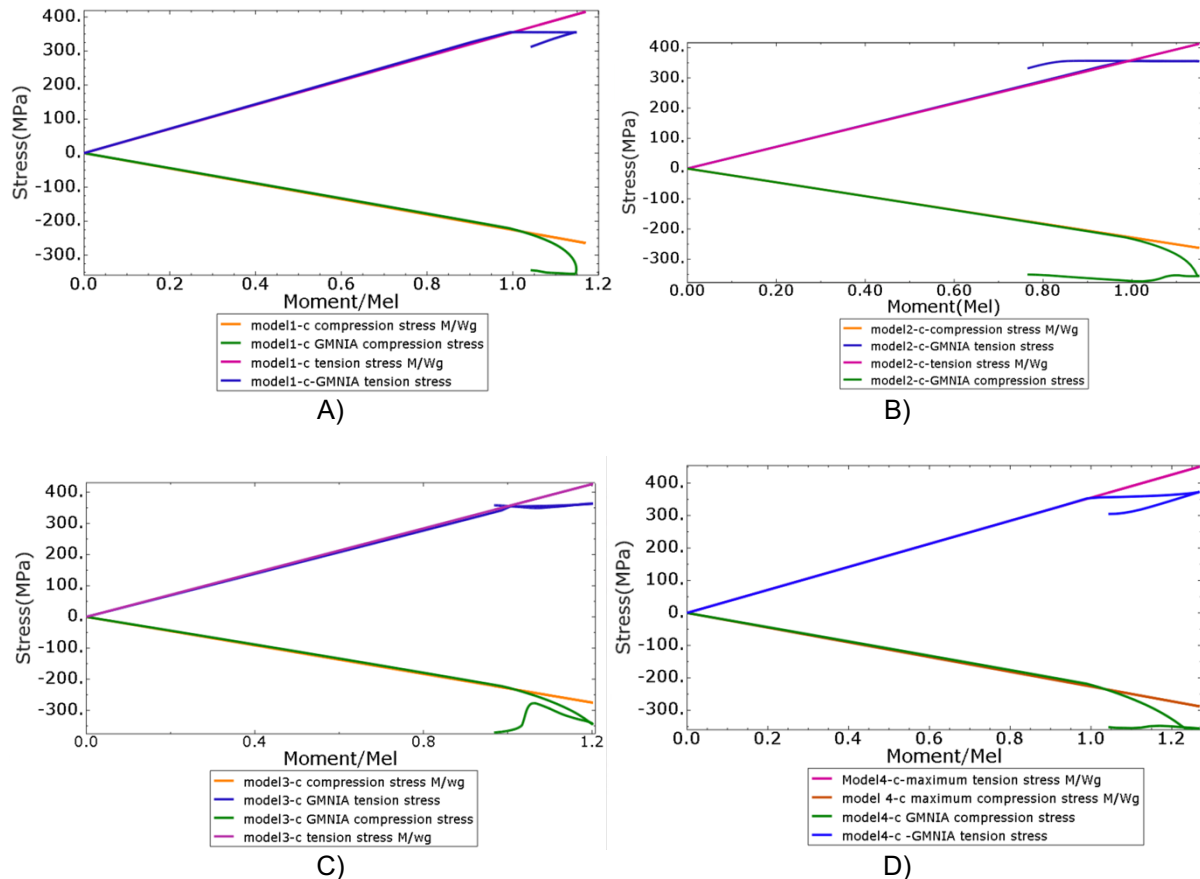 400.
300.
200.
100.
0.
-100.
-200.
-300.
Stress(MPa)
0.0 0.2 0.4 0.6 0.8 1.0 1.2
Moment/Mel
model1-c compression stress M/Wg
model1-c GMNIA compression stress
model1-c tension stress M/Wg
model1-c-GMNIA tension stress
A)
400.
300.
200.
100.
0.
-100.
-200.
-300.
Stress(MPa)
0.00 0.20 0.40 0.60 0.80 1.00
Moment(Mel)
model2-c-compression stress M/Wg
model2-c-GMNIA tension stress
model2-c-tension stress M/Wg
model2-c-GMNIA compression stress
B)
400.
300.
200.
100.
0.
-100.
-200.
-300.
Stress(MPa)
0.0 0.4 0.8 1.2
Moment/Mel
model3-c compression stress M/wg
model3-c GMNIA tension stress
model3-c GMNIA compression stress
model3-c tension stress M/wg
C)
400.
300.
200.
100.
0.
-100.
-200.
-300.
Stress(MPa)
0.0 0.2 0.4 0.6 0.8 1.0 1.2
Moment/Mel
Model4-c-maximum tension stress M/Wg
model 4-c maximum compression stress M/Wg
model4-c GMNIA compression stress
model4-c -GMNIA tension stress
D)